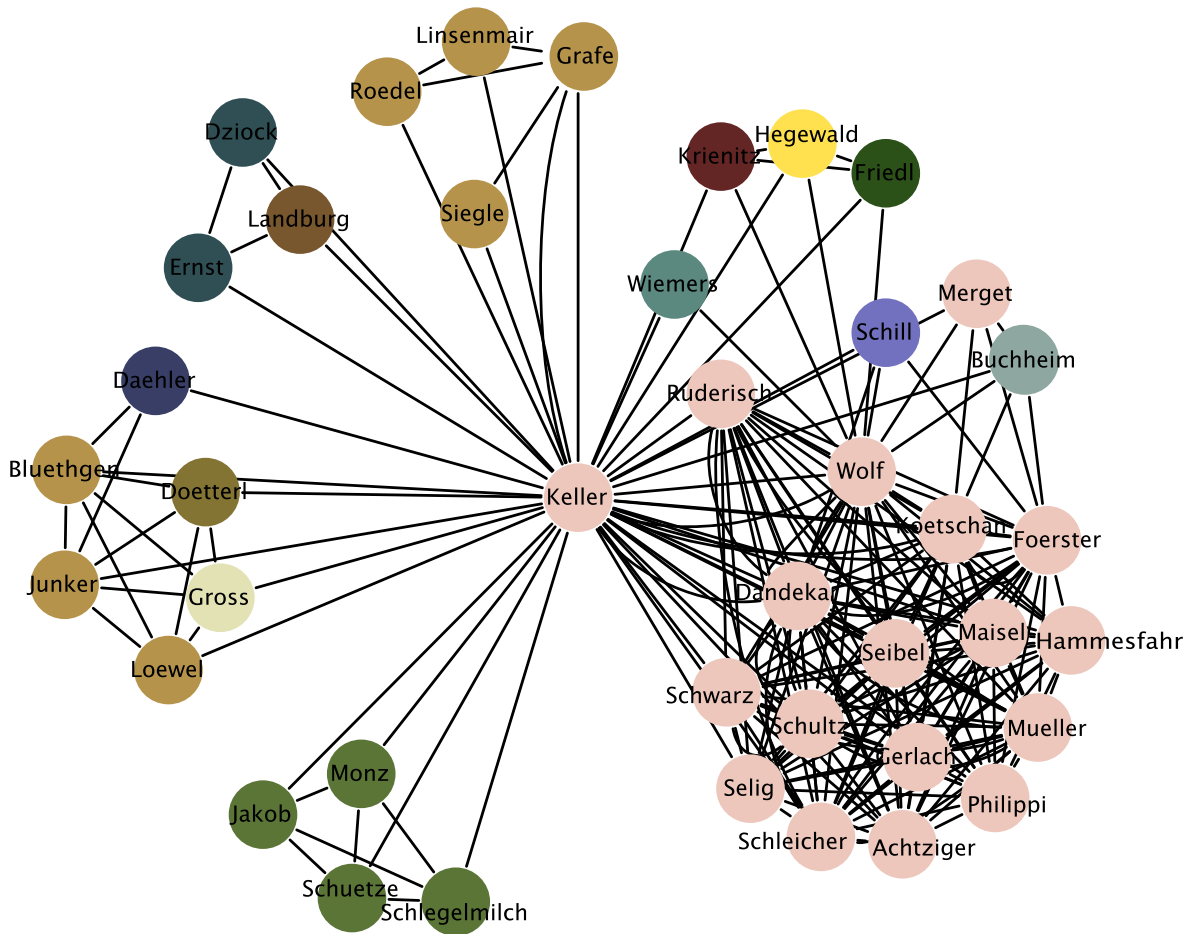 Linsenmair
Grafe
Roedel
Dziock
Hegewald
Krienitz
Friedl
Siegle
Landburg
Ernst
Wiemers
Merget
Schill
Buchheim
Daehler
Ruderisch
Bluethgen
Doetterl
Wolf
Keller
Koetschan
Foerster
Junker
Gross
Dandekar
Maisel
Hammesfahr
Seibel
Loewel
Schwarz
Schultz
Mueller
Gerlach
Monz
Selig
Philippi
Jakob
Schleicher
Achtziger
Schuetze
Schlegelmilch